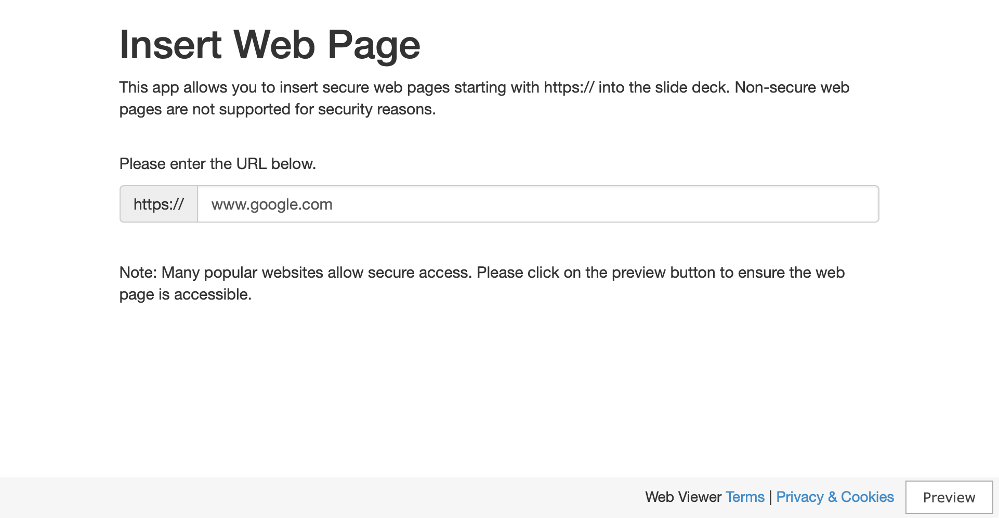 Insert Web Page
This app allows you to insert secure web pages starting with https:// into the slide deck. Non-secure web
pages are not supported for security reasons.
Please enter the URL below.
https:// www.google.com
Note: Many popular websites allow secure access. Please click on the preview button to ensure the web
page is accessible.
Web Viewer Terms | Privacy & Cookies Preview